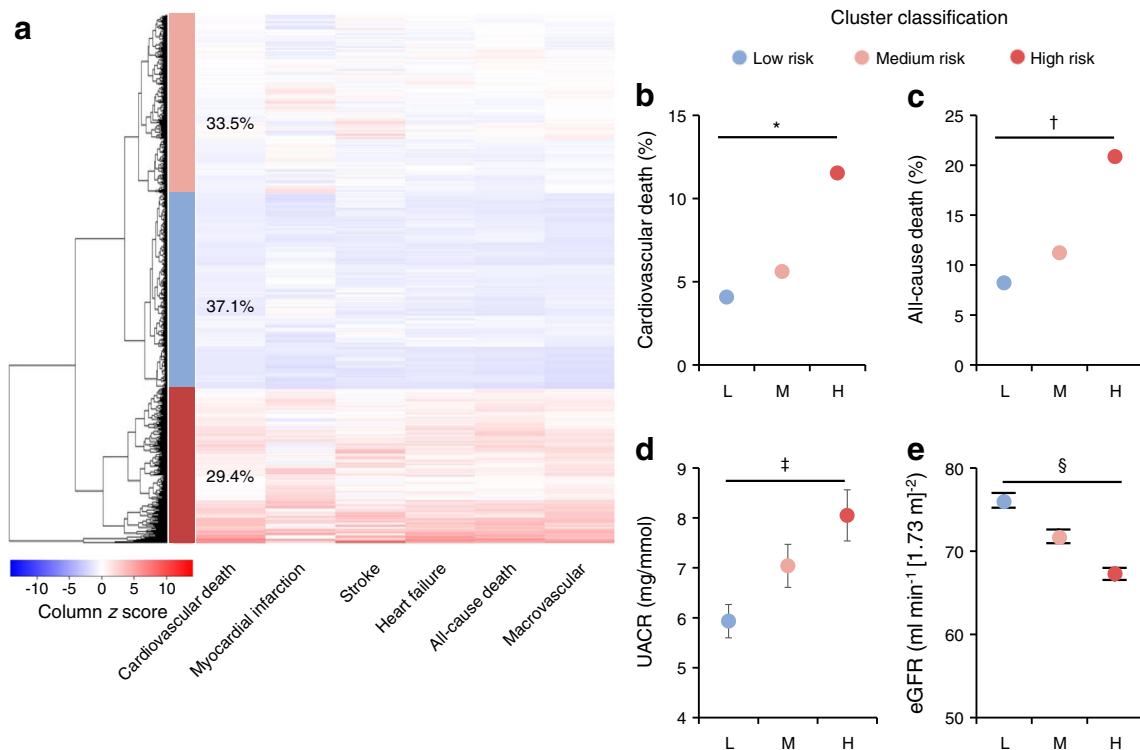 a
33.5%
37.1%
29.4%
-10 -5 0 5 10
Column z score
Cardiovascular death
Myocardial infarction
Stroke
Heart failure
All-cause death
Macrovascular
Cluster classification
Low risk Medium risk High risk
b
Cardiovascular death (%)
15
10
5
0
*
L M H
c
All-cause death (%)
25
20
15
10
5
0
†
L M H
d
UACR (mg/mmol)
9
8
7
6
5
4
‡
L M H
e
eGFR (ml min⁻¹ [1.73 m]⁻²)
80
70
60
50
§
L M H